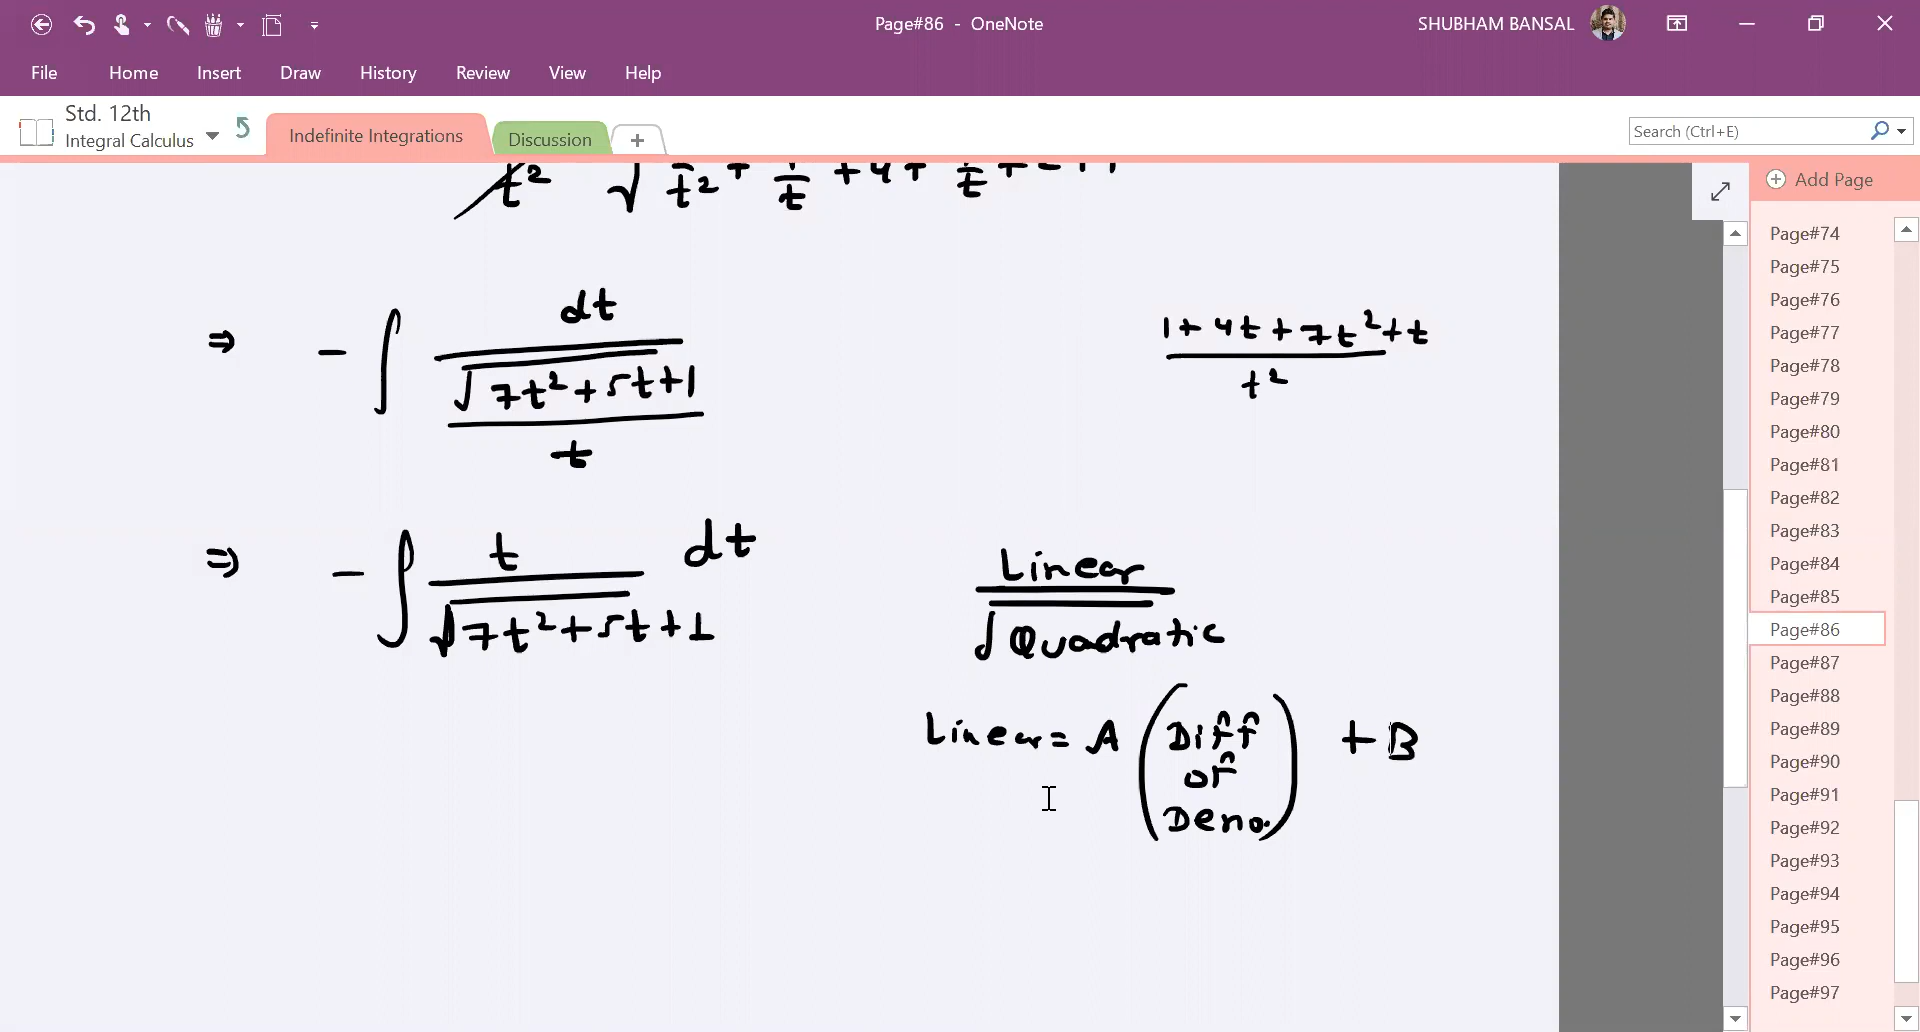 Page#86 - OneNote
SHUBHAM BANSAL
File Home Insert Draw History Review View Help
Std. 12th
Integral Calculus
Indefinite Integrations
Discussion
+
Search (Ctrl+E)
Add Page
Page#74
Page#75
Page#76
Page#77
Page#78
Page#79
Page#80
Page#81
Page#82
Page#83
Page#84
Page#85
Page#86
Page#87
Page#88
Page#89
Page#90
Page#91
Page#92
Page#93
Page#94
Page#95
Page#96
Page#97
⇒ - ∫ dt
√7t²+5t+1
t
1+4t+7t²+t
t²
⇒ - ∫ t dt
√7t²+5t+1
Linear
√Quadratic
Linear = A (Diff of Deno.) + B